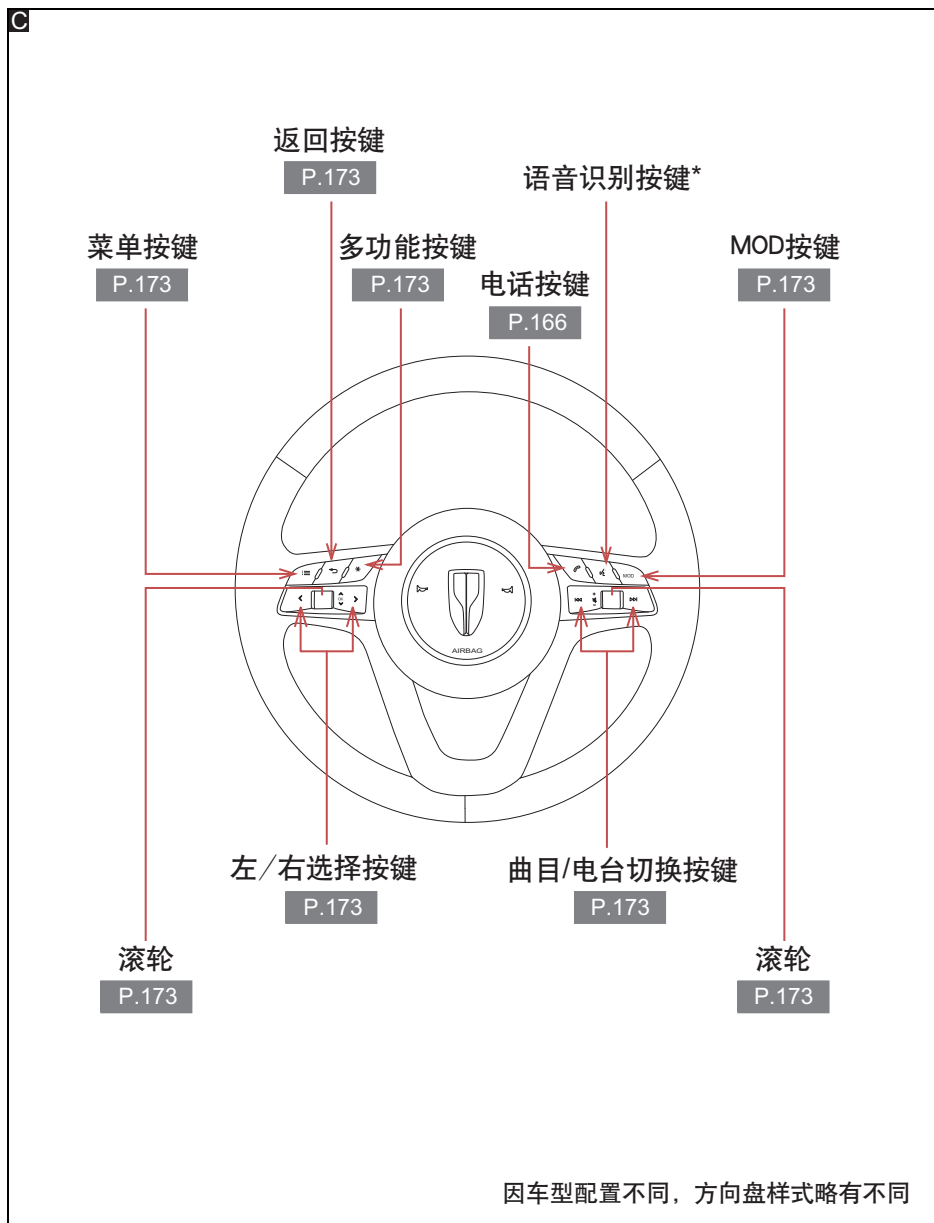 C
返回按键
P.173
语音识别按键*
菜单按键
P.173
多功能按键
P.173
电话按键
P.166
MOD按键
P.173
MOD
OK
AIRBAG
左/右选择按键
P.173
曲目/电台切换按键
P.173
滚轮
P.173
滚轮
P.173
因车型配置不同，方向盘样式略有不同